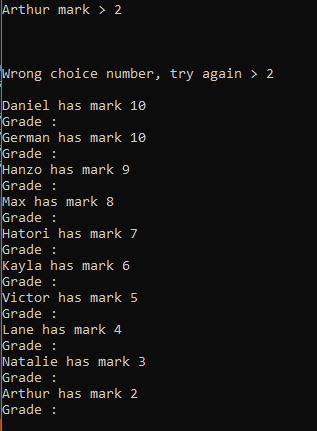 Arthur mark > 2
Wrong choice number, try again > 2
Daniel has mark 10
Grade :
German has mark 10
Grade :
Hanzo has mark 9
Grade :
Max has mark 8
Grade :
Hatori has mark 7
Grade :
Kayla has mark 6
Grade :
Victor has mark 5
Grade :
Lane has mark 4
Grade :
Natalie has mark 3
Grade :
Arthur has mark 2
Grade :